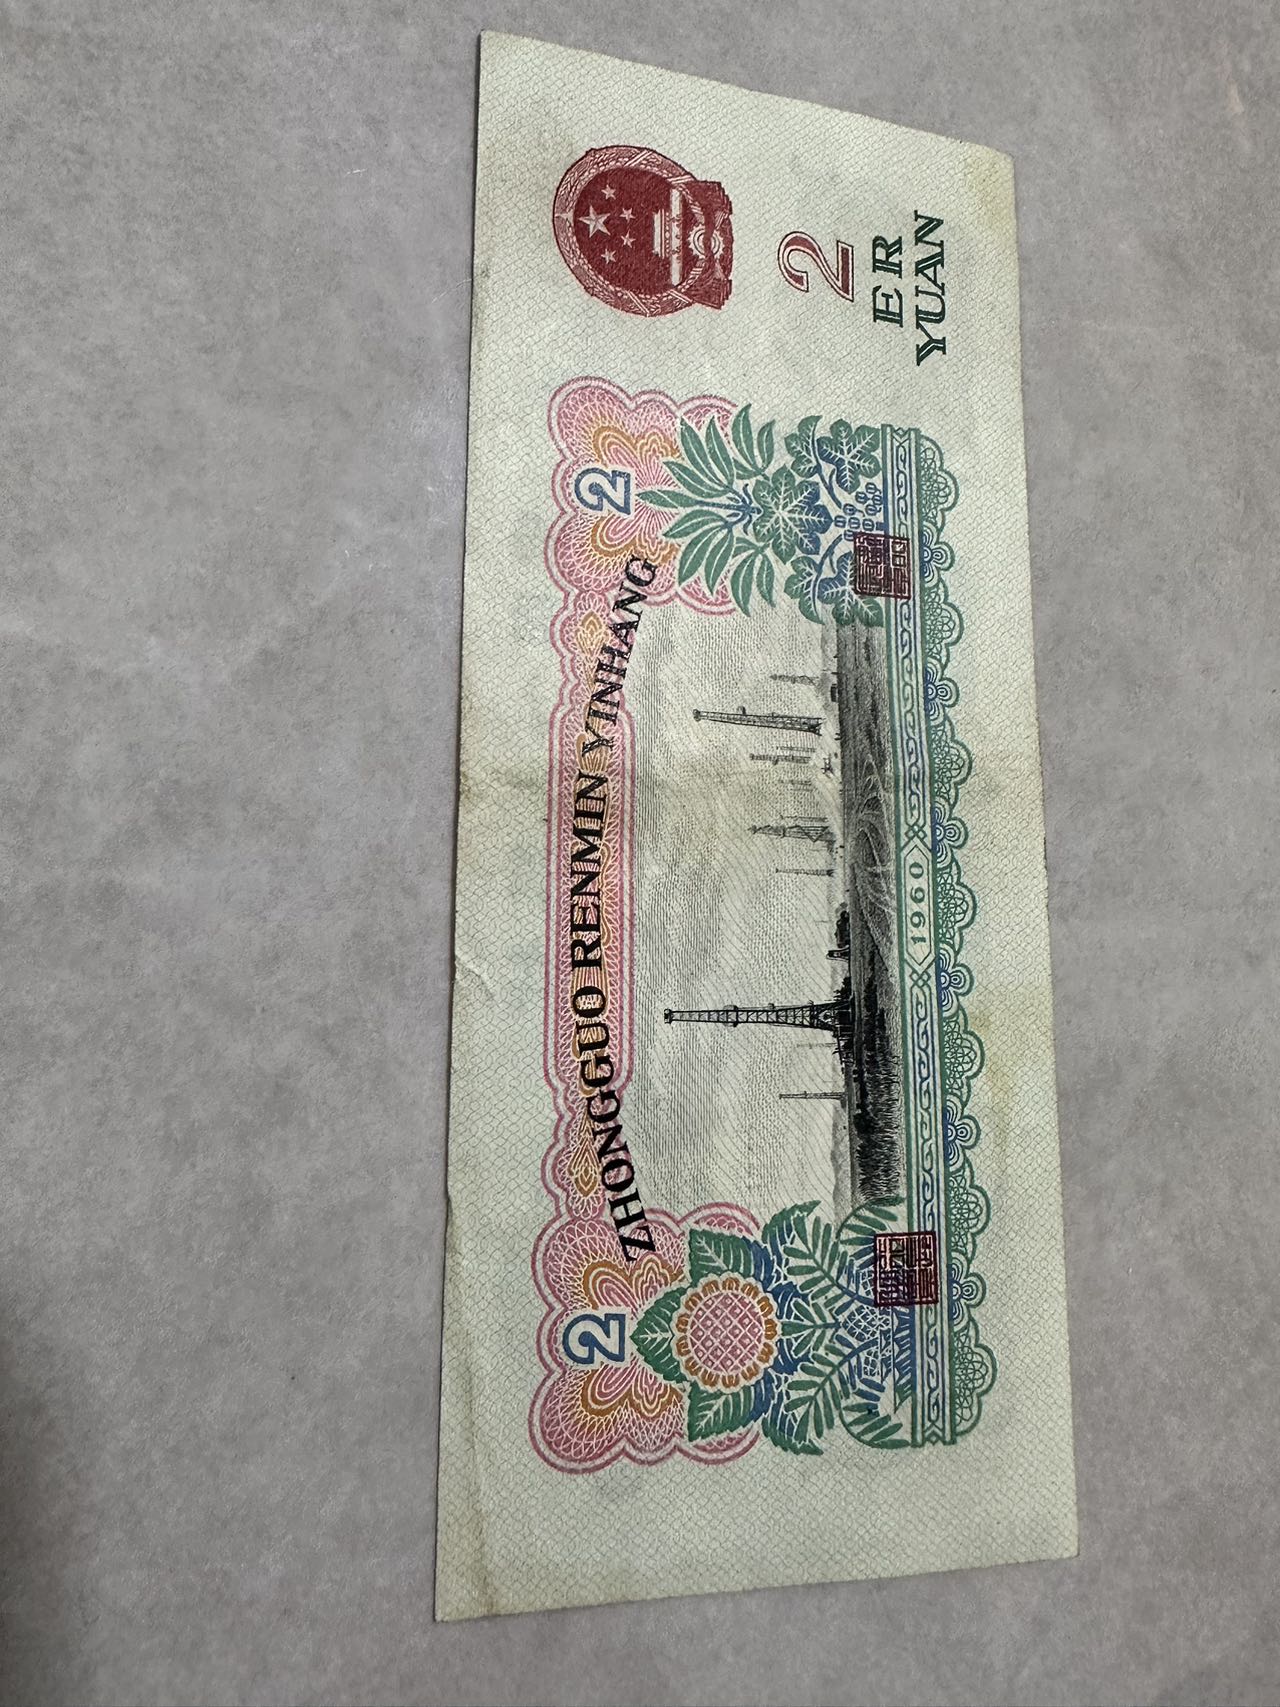 ZHONGGUO RENMIN YINHANG
2
2
2
ER
YUAN
1960